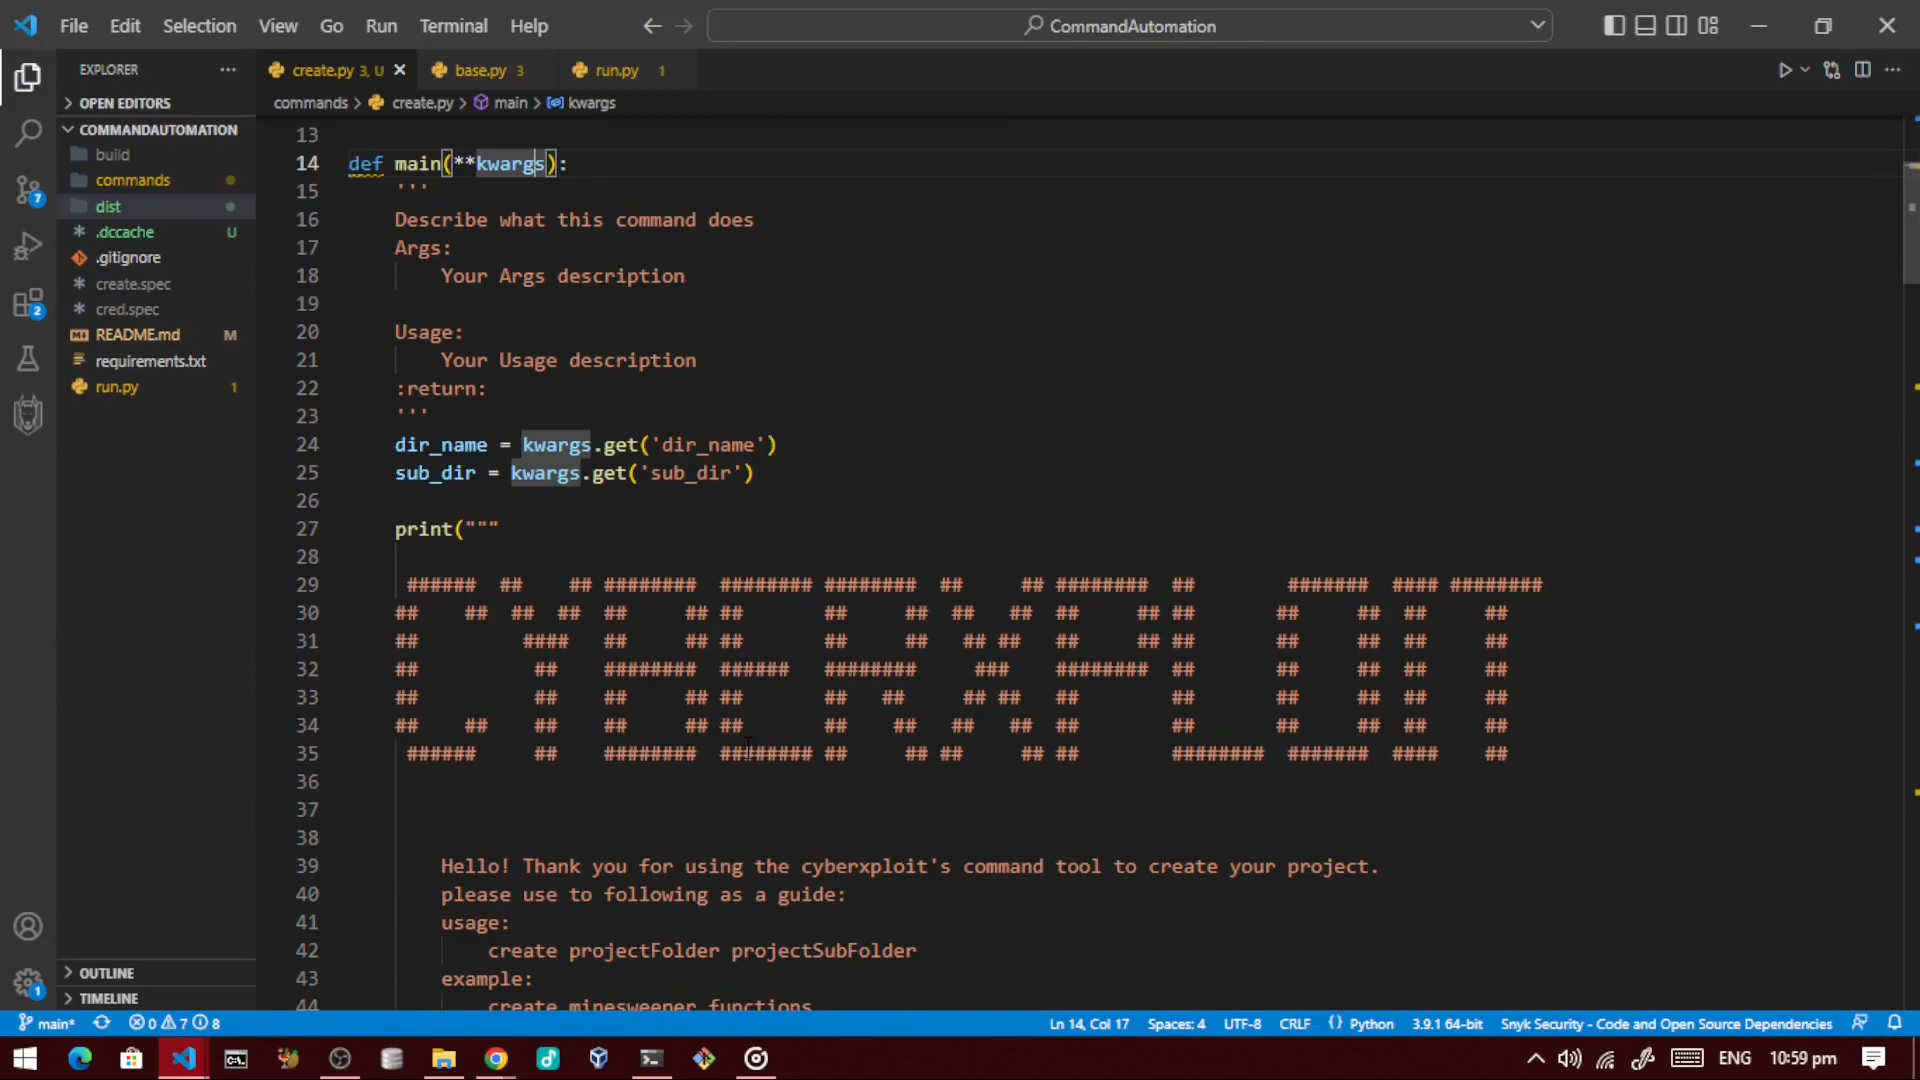 File Edit Selection View Go Run Terminal Help
CommandAutomation
EXPLORER
OPEN EDITORS
COMMANDAUTOMATION
build
commands
dist
.dccache U
.gitignore
create.spec
cred.spec
README.md M
requirements.txt
run.py 1
OUTLINE
TIMELINE
7
2
1
create.py 3, U
base.py 3
run.py 1
commands > create.py > main > kwargs
13
14 def main(**kwargs):
15 '''
16 Describe what this command does
17 Args:
18 Your Args description
19
20 Usage:
21 Your Usage description
22 :return:
23 '''
24 dir_name = kwargs.get('dir_name')
25 sub_dir = kwargs.get('sub_dir')
26
27 print("""
28
29  ######  ##    ## ########  ######## ########  ##     ## ########  ##        #######  #### ########
30 ##    ##  ##  ##  ##     ## ##       ##     ##  ##   ##  ##     ## ##       ##     ##  ##     ##
31 ##         ####   ##     ## ##       ##     ##   ## ##   ##     ## ##       ##     ##  ##     ##
32 ##          ##    ########  ######   ########     ###    ########  ##       ##     ##  ##     ##
33 ##          ##    ##     ## ##       ##   ##     ## ##   ##        ##       ##     ##  ##     ##
34 ##    ##    ##    ##     ## ##       ##    ##   ##   ##  ##        ##       ##     ##  ##     ##
35  ######     ##    ########  ######## ##     ## ##     ## ##        ########  #######  ####    ##
36
37
38
39 Hello! Thank you for using the cyberxploit's command tool to create your project.
40 please use to following as a guide:
41 usage:
42 create projectFolder projectSubFolder
43 example:
44 create minesweeper functions
main* 0 7 8
Ln 14, Col 17 Spaces: 4 UTF-8 CRLF Python 3.9.1 64-bit Snyk Security - Code and Open Source Dependencies
ENG 10:59 pm